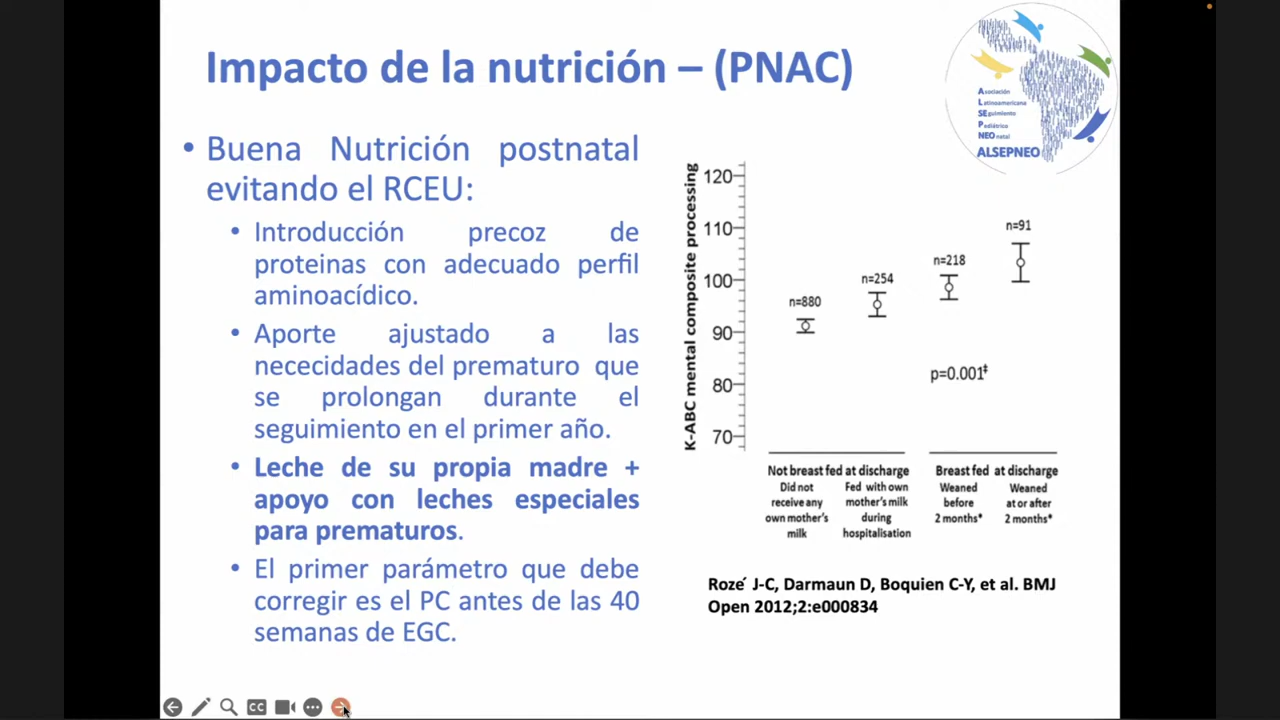 Impacto de la nutrición – (PNAC)
Asociación
Latinoamericana
SEguimiento
Pediátrico
NEO natal
ALSEPNEO
• Buena Nutrición postnatal
evitando el RCEU:
• Introducción precoz de
proteinas con adecuado perfil
aminoacídico.
• Aporte ajustado a las
nececidades del prematuro que
se prolongan durante el
seguimiento en el primer año.
• Leche de su propia madre +
apoyo con leches especiales
para prematuros.
• El primer parámetro que debe
corregir es el PC antes de las 40
semanas de EGC.
K-ABC mental composite processing
120
110
100
90
80
70
n=880
n=254
n=218
n=91
p=0.001‡
Not breast fed at discharge
Did not
receive any
own mother's
milk
Fed with own
mother's milk
during
hospitalisation
Breast fed at discharge
Weaned
before
2 months*
Weaned
at or after
2 months*
Roze´ J-C, Darmaun D, Boquien C-Y, et al. BMJ
Open 2012;2:e000834
CC